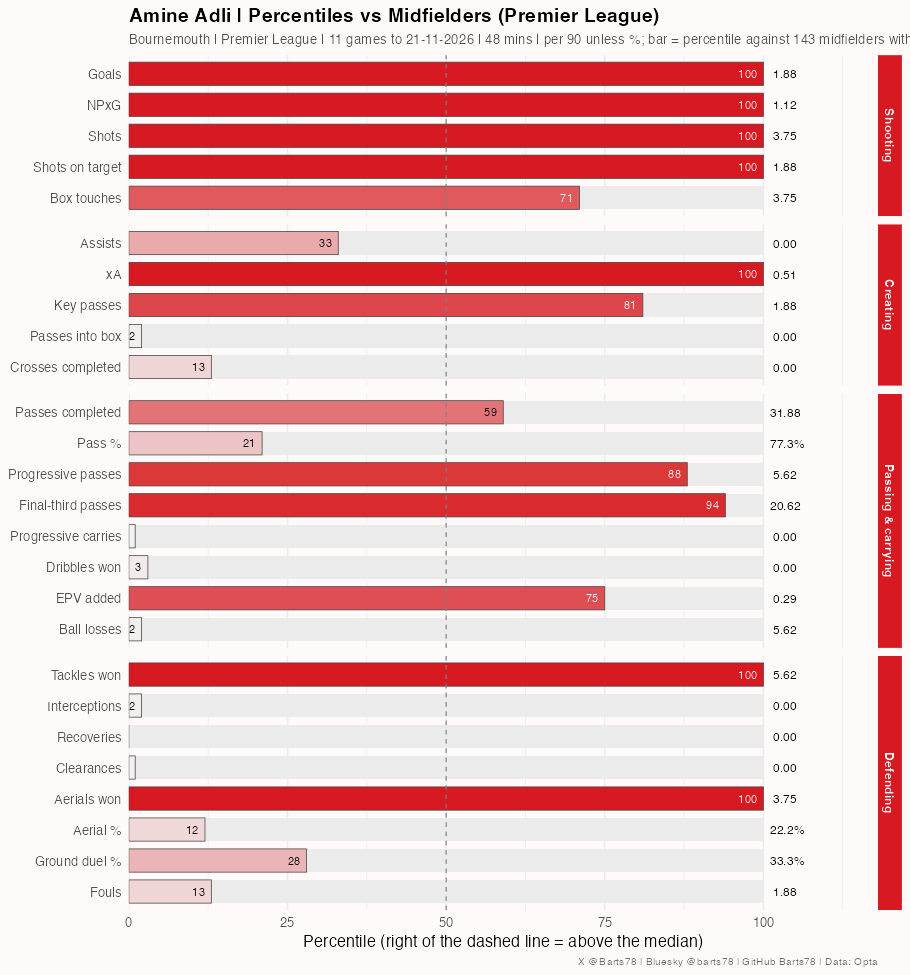 Amine Adli | Percentiles vs Midfielders (Premier League)
Bournemouth | Premier League | 11 games to 21-11-2026 | 48 mins | per 90 unless %; bar = percentile against 143 midfielders with
Shooting
Goals 100 1.88
NPxG 100 1.12
Shots 100 3.75
Shots on target 100 1.88
Box touches 71 3.75
Creating
Assists 33 0.00
xA 100 0.51
Key passes 81 1.88
Passes into box 2 0.00
Crosses completed 13 0.00
Passing & carrying
Passes completed 59 31.88
Pass % 21 77.3%
Progressive passes 88 5.62
Final-third passes 94 20.62
Progressive carries 0.00
Dribbles won 3 0.00
EPV added 75 0.29
Ball losses 2 5.62
Defending
Tackles won 100 5.62
Interceptions 2 0.00
Recoveries 0.00
Clearances 0.00
Aerials won 100 3.75
Aerial % 12 22.2%
Ground duel % 28 33.3%
Fouls 13 1.88
0 25 50 75 100
Percentile (right of the dashed line = above the median)
X @Barts78 | Bluesky @barts78 | GitHub Barts78 | Data: Opta